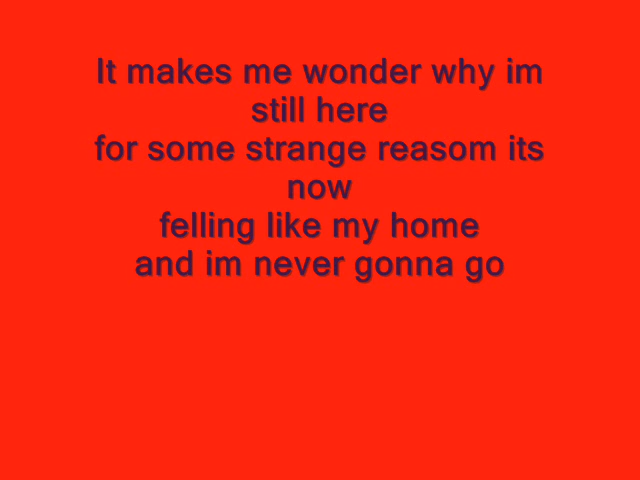 It makes me wonder why im
still here
for some strange reasom its
now
felling like my home
and im never gonna go